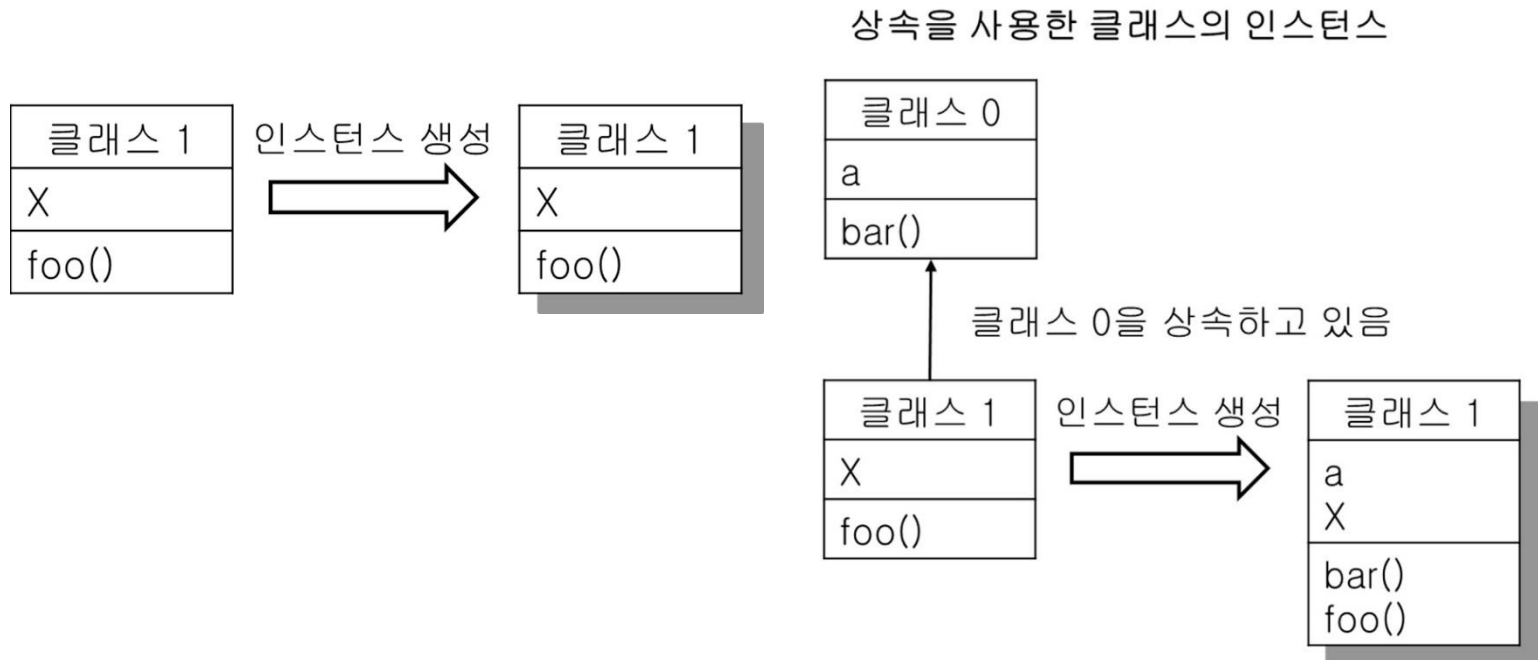 클래스 1
X
foo()
인스턴스 생성
클래스 1
X
foo()
상속을 사용한 클래스의 인스턴스
클래스 0
a
bar()
클래스 0을 상속하고 있음
클래스 1
X
foo()
인스턴스 생성
클래스 1
a
X
bar()
foo()